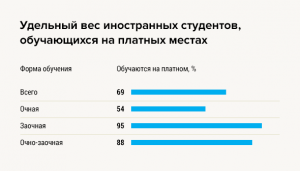 Удельный вес иностранных студентов,
обучающихся на платных местах
Форма обучения Обучаются на платном, %
Всего 69
Очная 54
Заочная 95
Очно-заочная 88